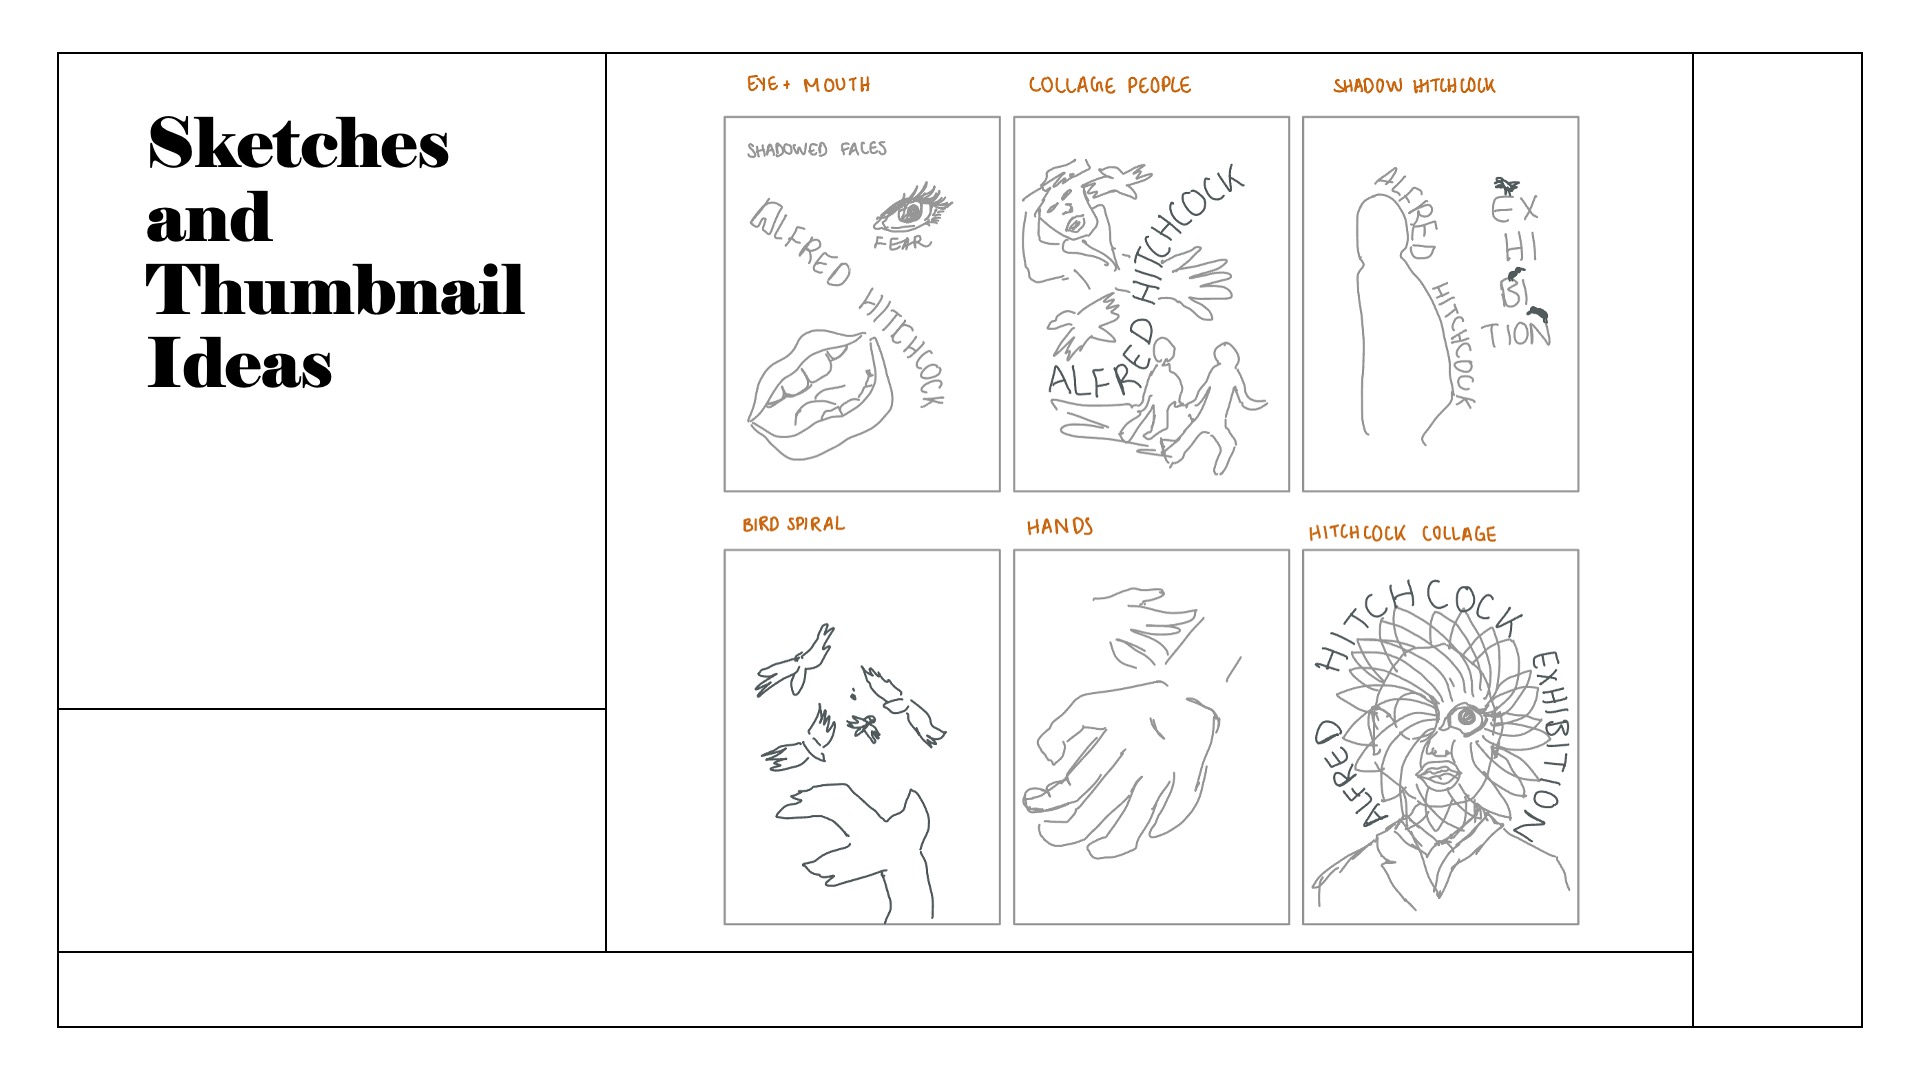 Sketches
and
Thumbnail
Ideas
EYE + MOUTH
SHADOWED FACES
ALFRED HITCHCOCK
FEAR
COLLAGE PEOPLE
ALFRED HITCHCOCK
SHADOW HITCHCOCK
ALFRED HITCHCOCK
EX
HI
BI
TION
BIRD SPIRAL
HANDS
HITCHCOCK COLLAGE
ALFRED HITCHCOCK EXHIBITION